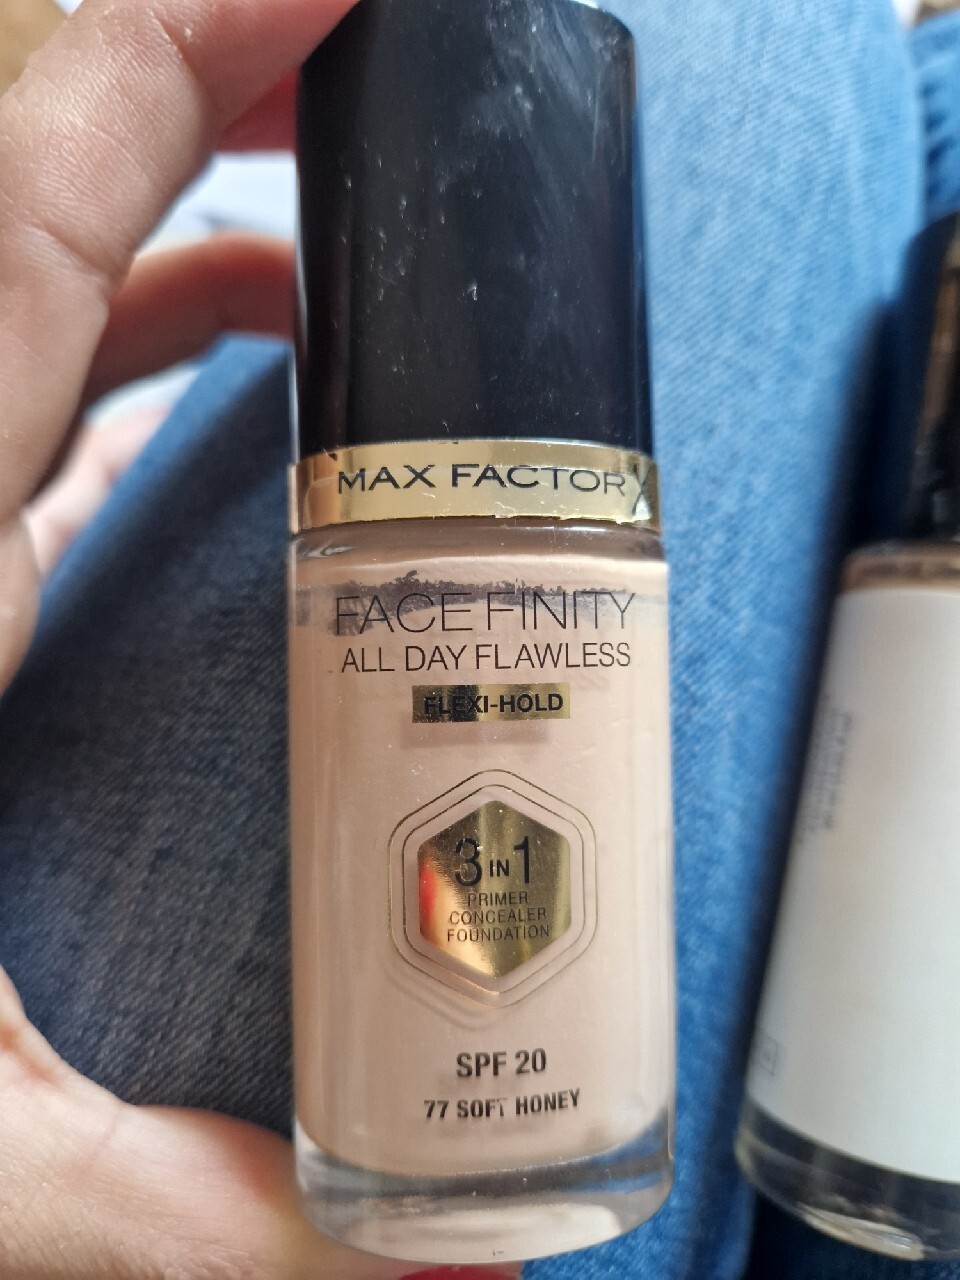 MAX FACTOR X
FACE FINITY
ALL DAY FLAWLESS
FLEXI-HOLD
3 IN 1
PRIMER
CONCEALER
FOUNDATION
SPF 20
77 SOFT HONEY